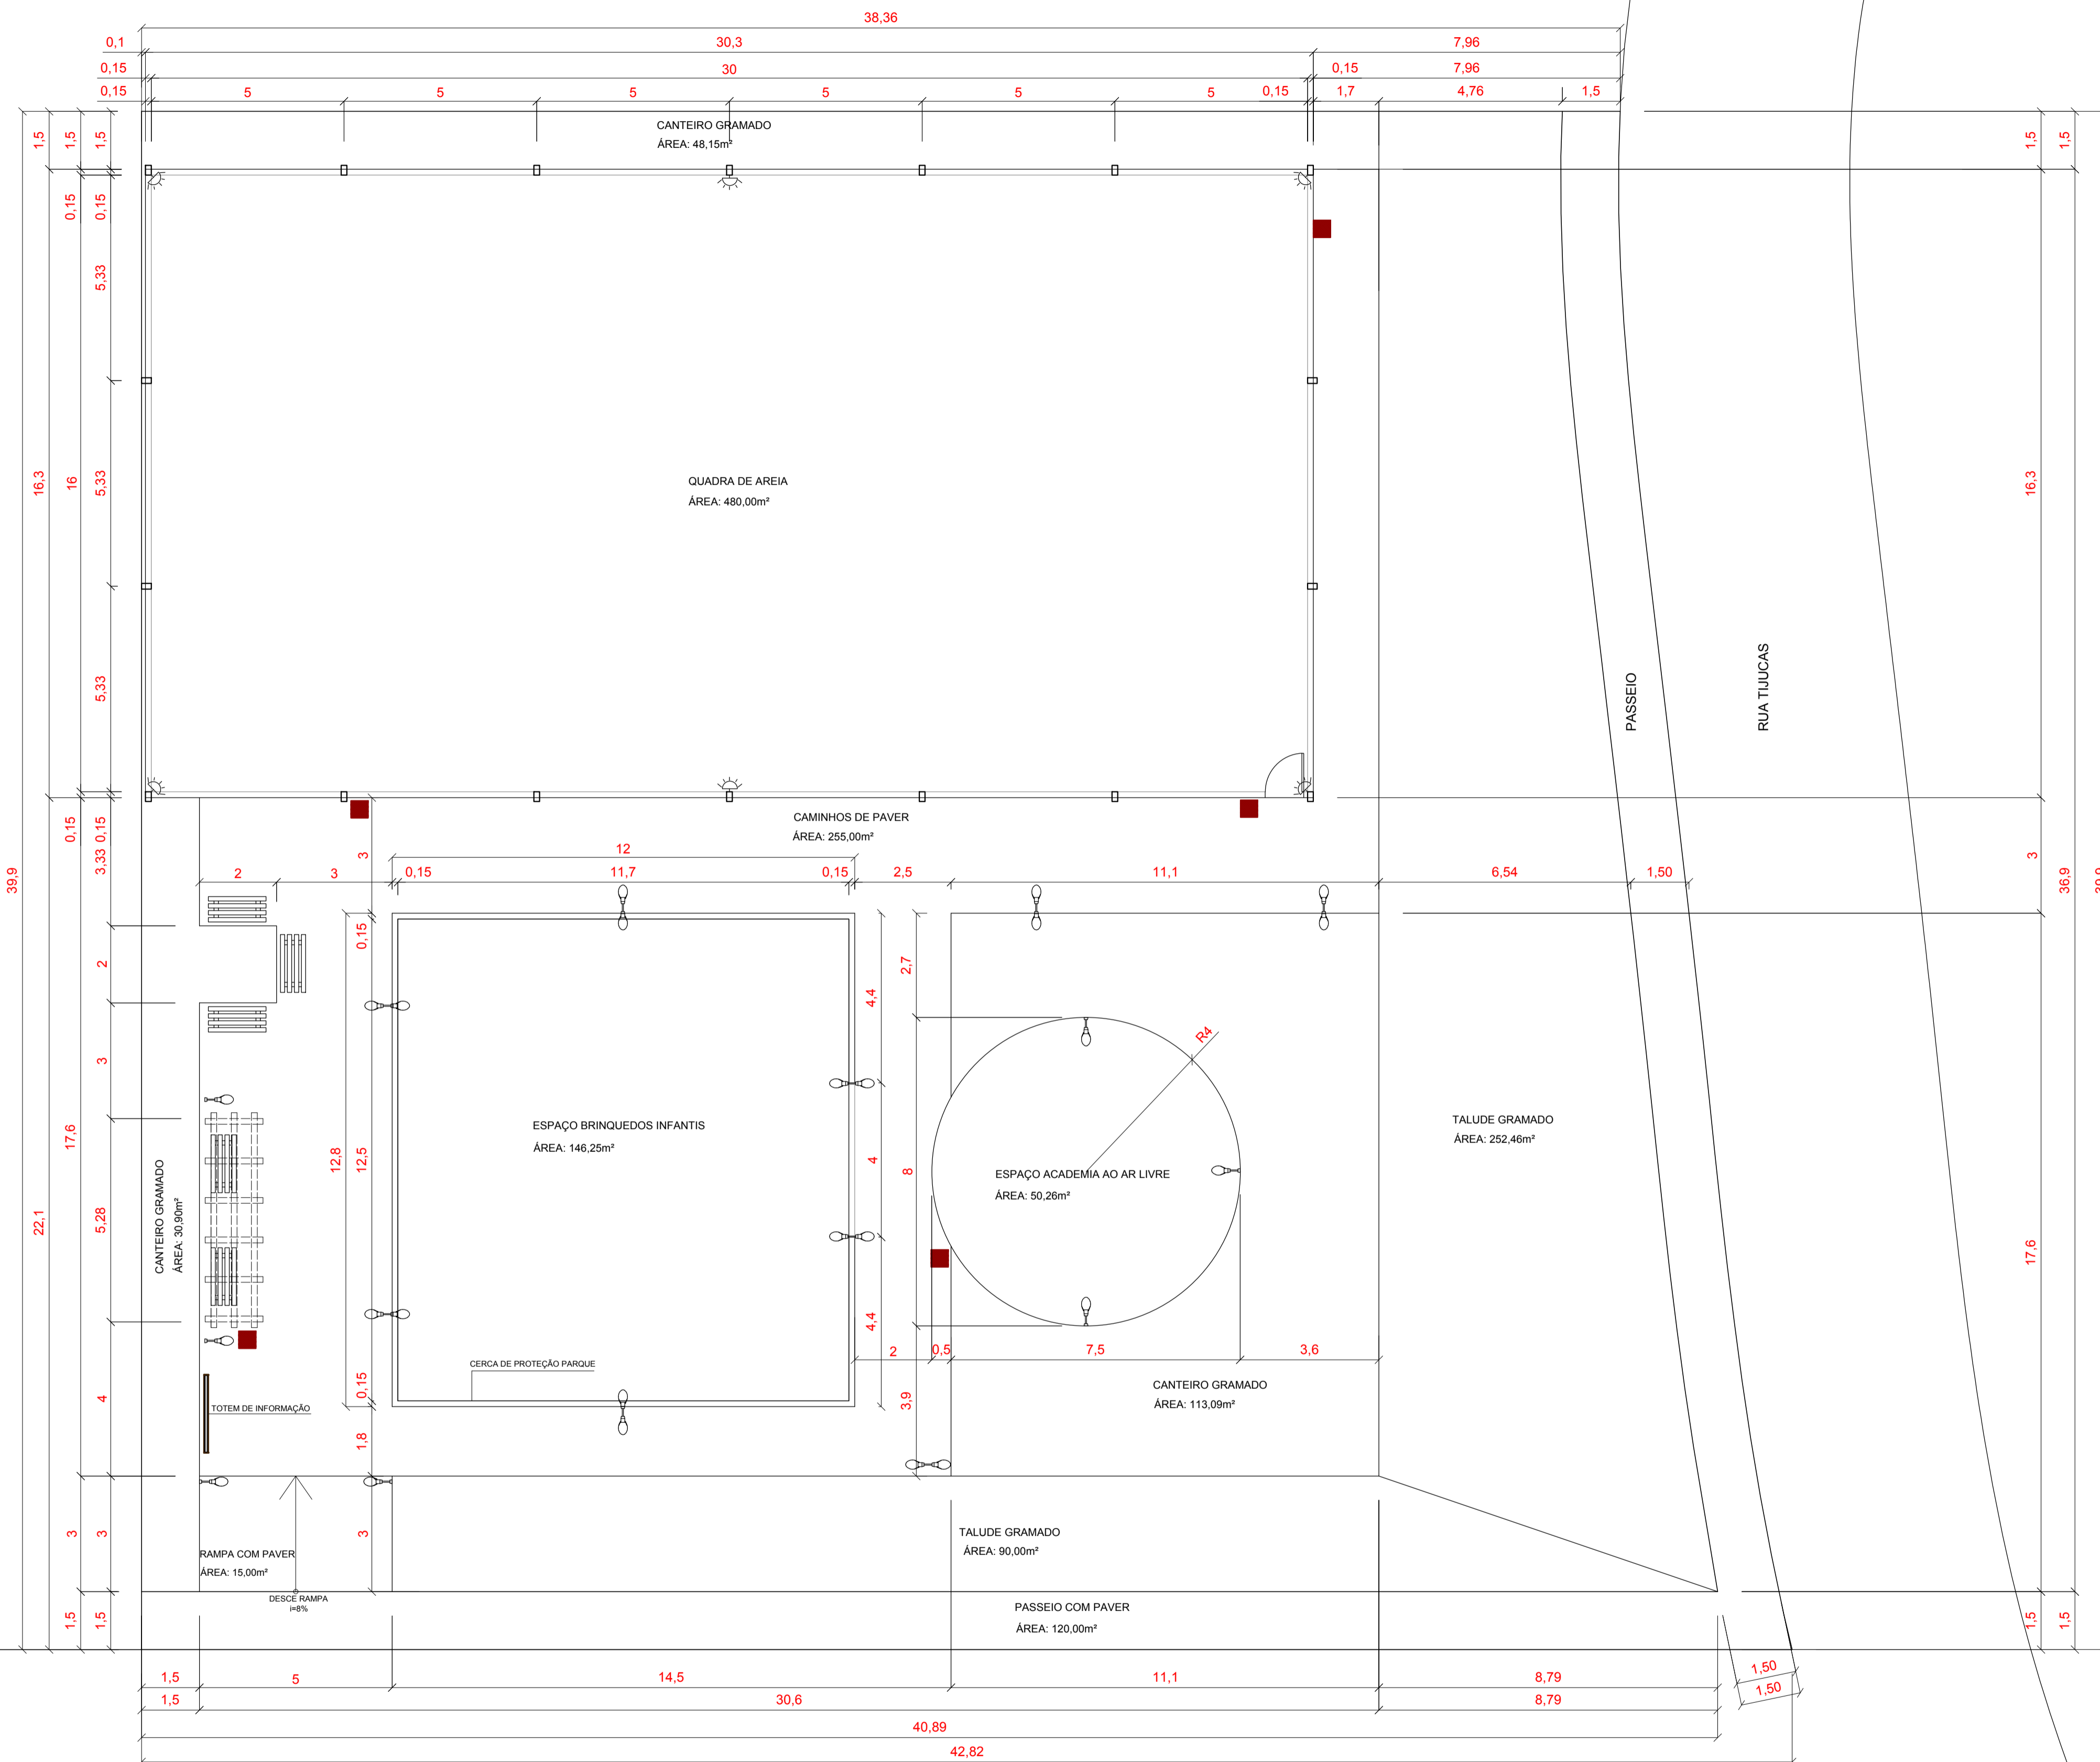 38,36
0,1 30,3 7,96
0,15 30 0,15 7,96
0,15 5 5 5 5 5 5 0,15 1,7 4,76 1,5
CANTEIRO GRAMADO
ÁREA: 48,15m²
1,5 1,5 1,5
1,5 1,5
0,15 0,15
5,33
16,3 16 5,33
QUADRA DE AREIA
ÁREA: 480,00m²
16,3
5,33
PASSEIO
RUA TIJUCAS
0,15 0,15
CAMINHOS DE PAVER
ÁREA: 255,00m²
3,33
3
12
3
39,9
2 3 0,15 11,7 0,15 2,5 11,1 6,54 1,50
36,9
39,9
0,15
2
2,7
4,4
3
R4
17,6
12,8 12,5
ESPAÇO BRINQUEDOS INFANTIS
ÁREA: 146,25m²
4
8
ESPAÇO ACADEMIA AO AR LIVRE
ÁREA: 50,26m²
TALUDE GRAMADO
ÁREA: 252,46m²
CANTEIRO GRAMADO
ÁREA: 30,90m²
22,1
5,28
17,6
4,4
2 0,5 7,5 3,6
CERCA DE PROTEÇÃO PARQUE
0,15
4
3,9
CANTEIRO GRAMADO
ÁREA: 113,09m²
TOTEM DE INFORMAÇÃO
1,8
3 3 3
TALUDE GRAMADO
ÁREA: 90,00m²
RAMPA COM PAVER
ÁREA: 15,00m²
DESCE RAMPA
i=8%
1,5 1,5
PASSEIO COM PAVER
ÁREA: 120,00m²
1,5 1,5
1,5 5 14,5 11,1 8,79 1,50
1,5 30,6 8,79 1,50
40,89
42,82